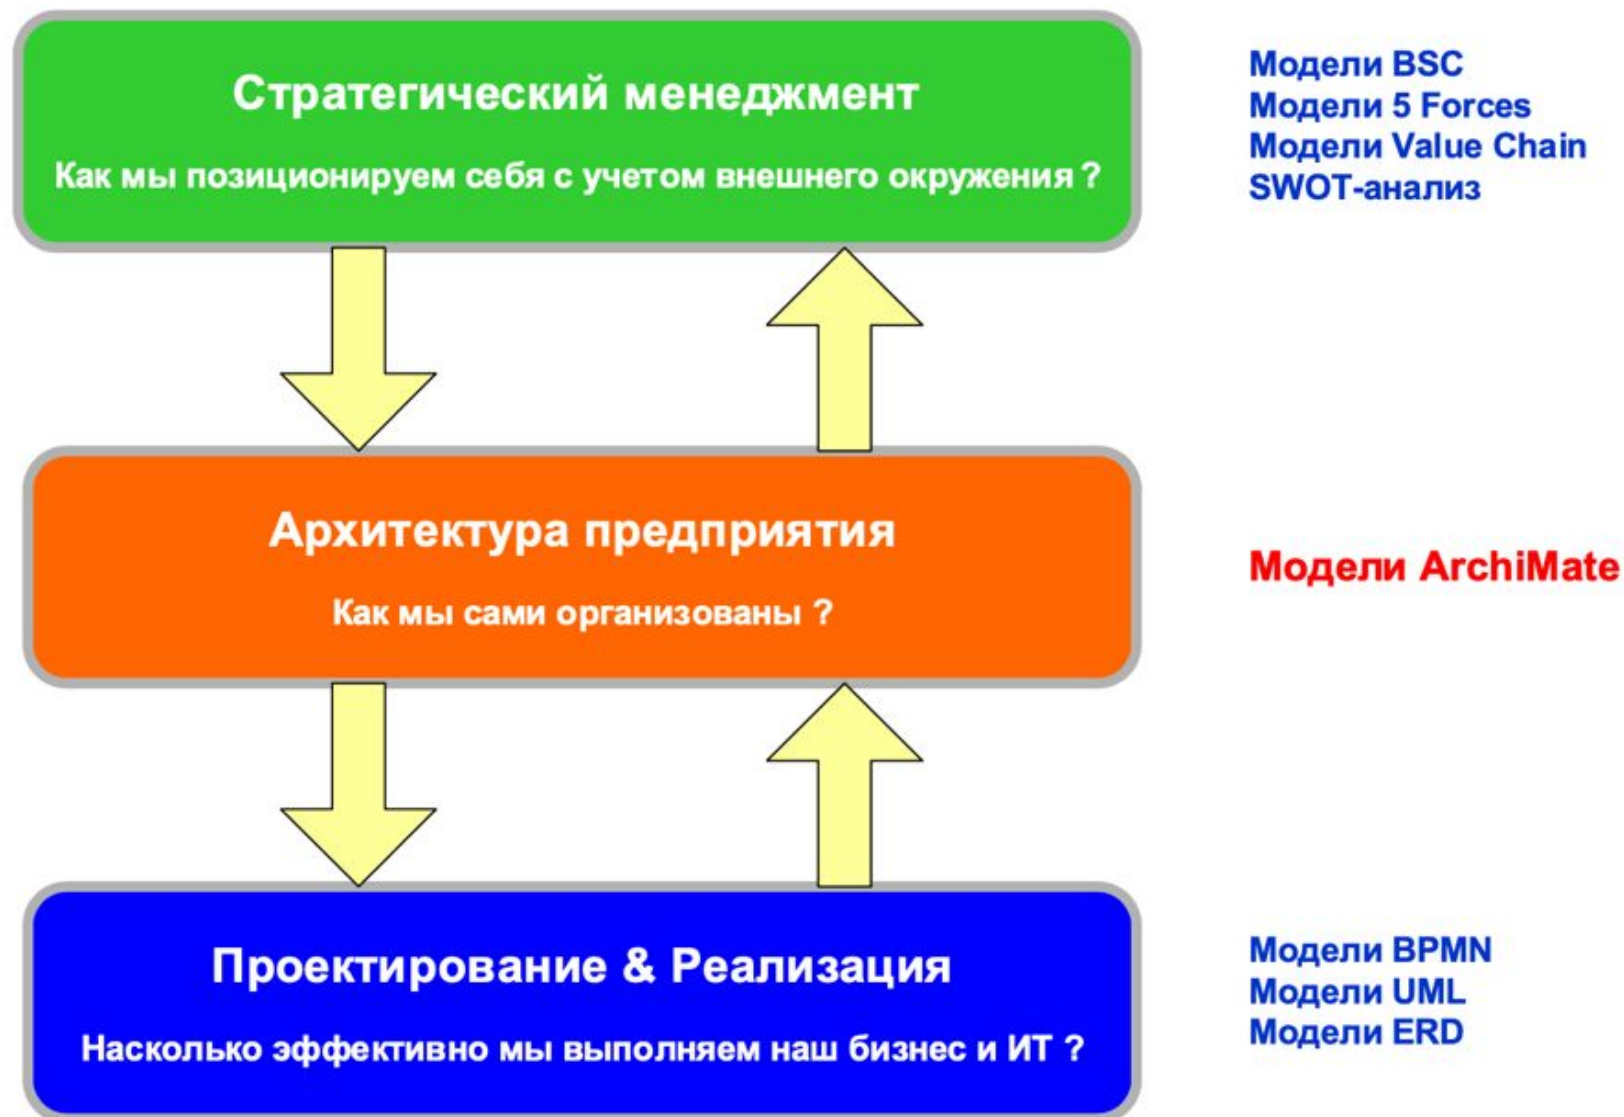 Стратегический менеджмент
Как мы позиционируем себя с учетом внешнего окружения ?
Модели BSC
Модели 5 Forces
Модели Value Chain
SWOT-анализ
Архитектура предприятия
Как мы сами организованы ?
Модели ArchiMate
Проектирование & Реализация
Насколько эффективно мы выполняем наш бизнес и ИТ ?
Модели BPMN
Модели UML
Модели ERD